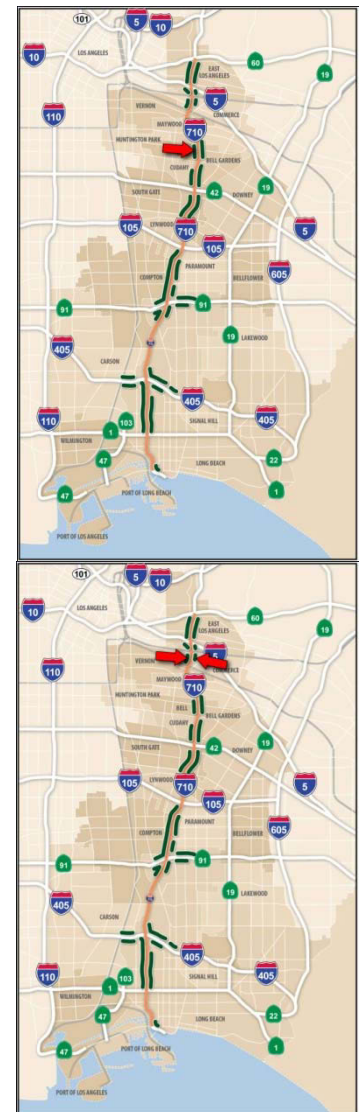 101
5
10
10
LOS ANGELES
EAST
LOS ANGELES
60
19
VERNON
5
110
MAYWOOD
COMMERCE
HUNTINGTON PARK
710
BELL GARDENS
CUDAHY
SOUTH GATE
42
DOWNEY
19
LYNWOOD
105
710
105
5
PARAMOUNT
COMPTON
BELLFLOWER
605
91
91
19
LAKEWOOD
405
CARSON
405
405
110
103
1
SIGNAL HILL
WILMINGTON
47
22
LONG BEACH
1
47
PORT OF LONG BEACH
PORT OF LOS ANGELES
101
5
10
10
LOS ANGELES
60
EAST
LOS ANGELES
19
VERNON
5
COMMERCE
110
MAYWOOD
710
HUNTINGTON PARK
BELL
BELL GARDENS
CUDAHY
19
SOUTH GATE
42
DOWNEY
LYNWOOD
105
710
105
5
PARAMOUNT
COMPTON
BELLFLOWER
605
91
91
19
LAKEWOOD
405
CARSON
405
405
110
103
1
SIGNAL HILL
WILMINGTON
47
22
LONG BEACH
47
1
PORT OF LONG BEACH
PORT OF LOS ANGELES